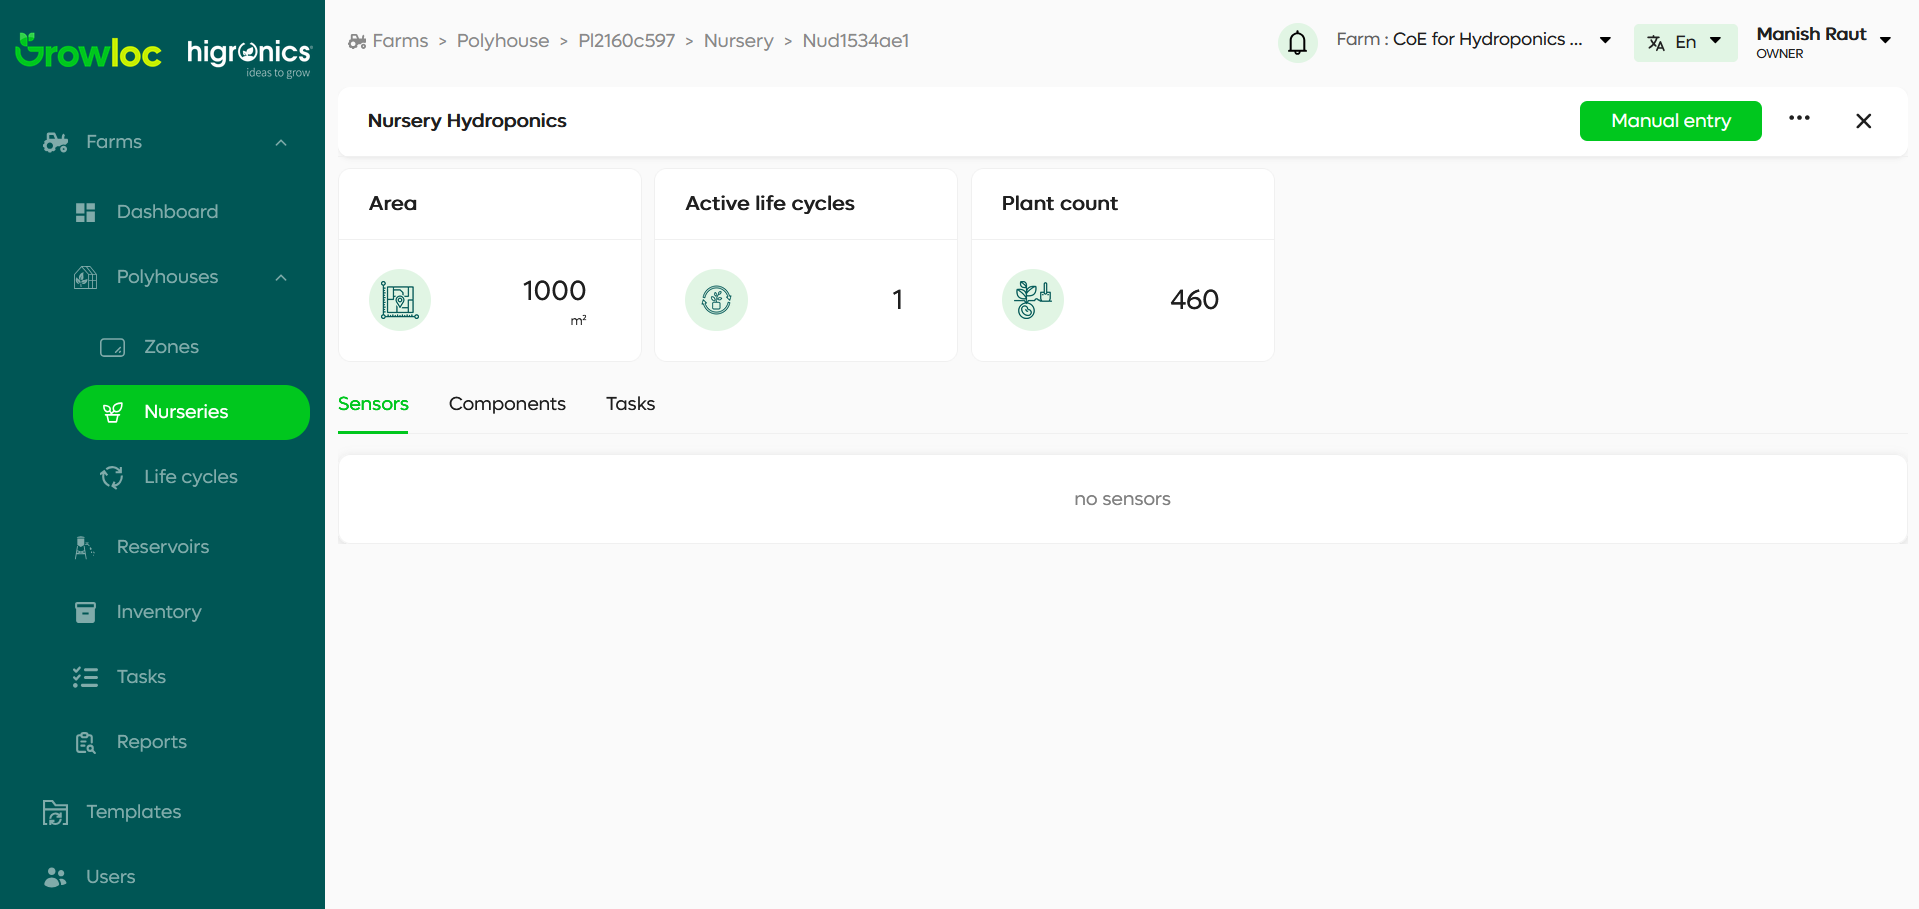 Growloc higronics
ideas to grow
Farms
Dashboard
Polyhouses
Zones
Nurseries
Life cycles
Reservoirs
Inventory
Tasks
Reports
Templates
Users
Farms > Polyhouse > Pl2160c597 > Nursery > Nud1534ae1
Farm : CoE for Hydroponics ...
En
Manish Raut
OWNER
Nursery Hydroponics
Manual entry
Area
1000
m²
Active life cycles
1
Plant count
460
Sensors Components Tasks
no sensors